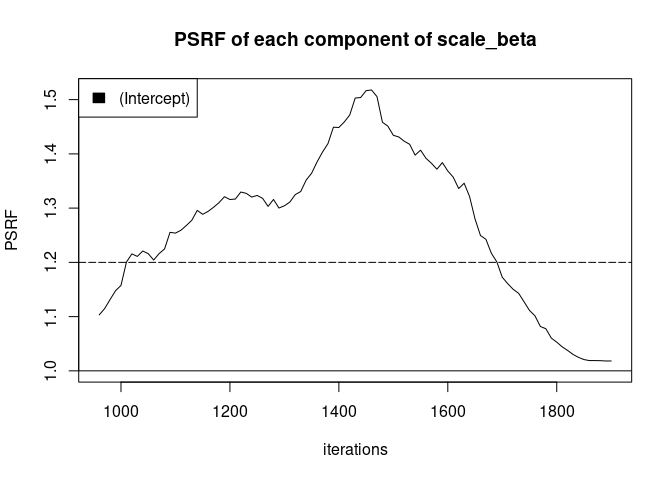 PSRF of each component of scale_beta
(Intercept)
PSRF
1.5
1.4
1.3
1.2
1.1
1.0
1000 1200 1400 1600 1800
iterations